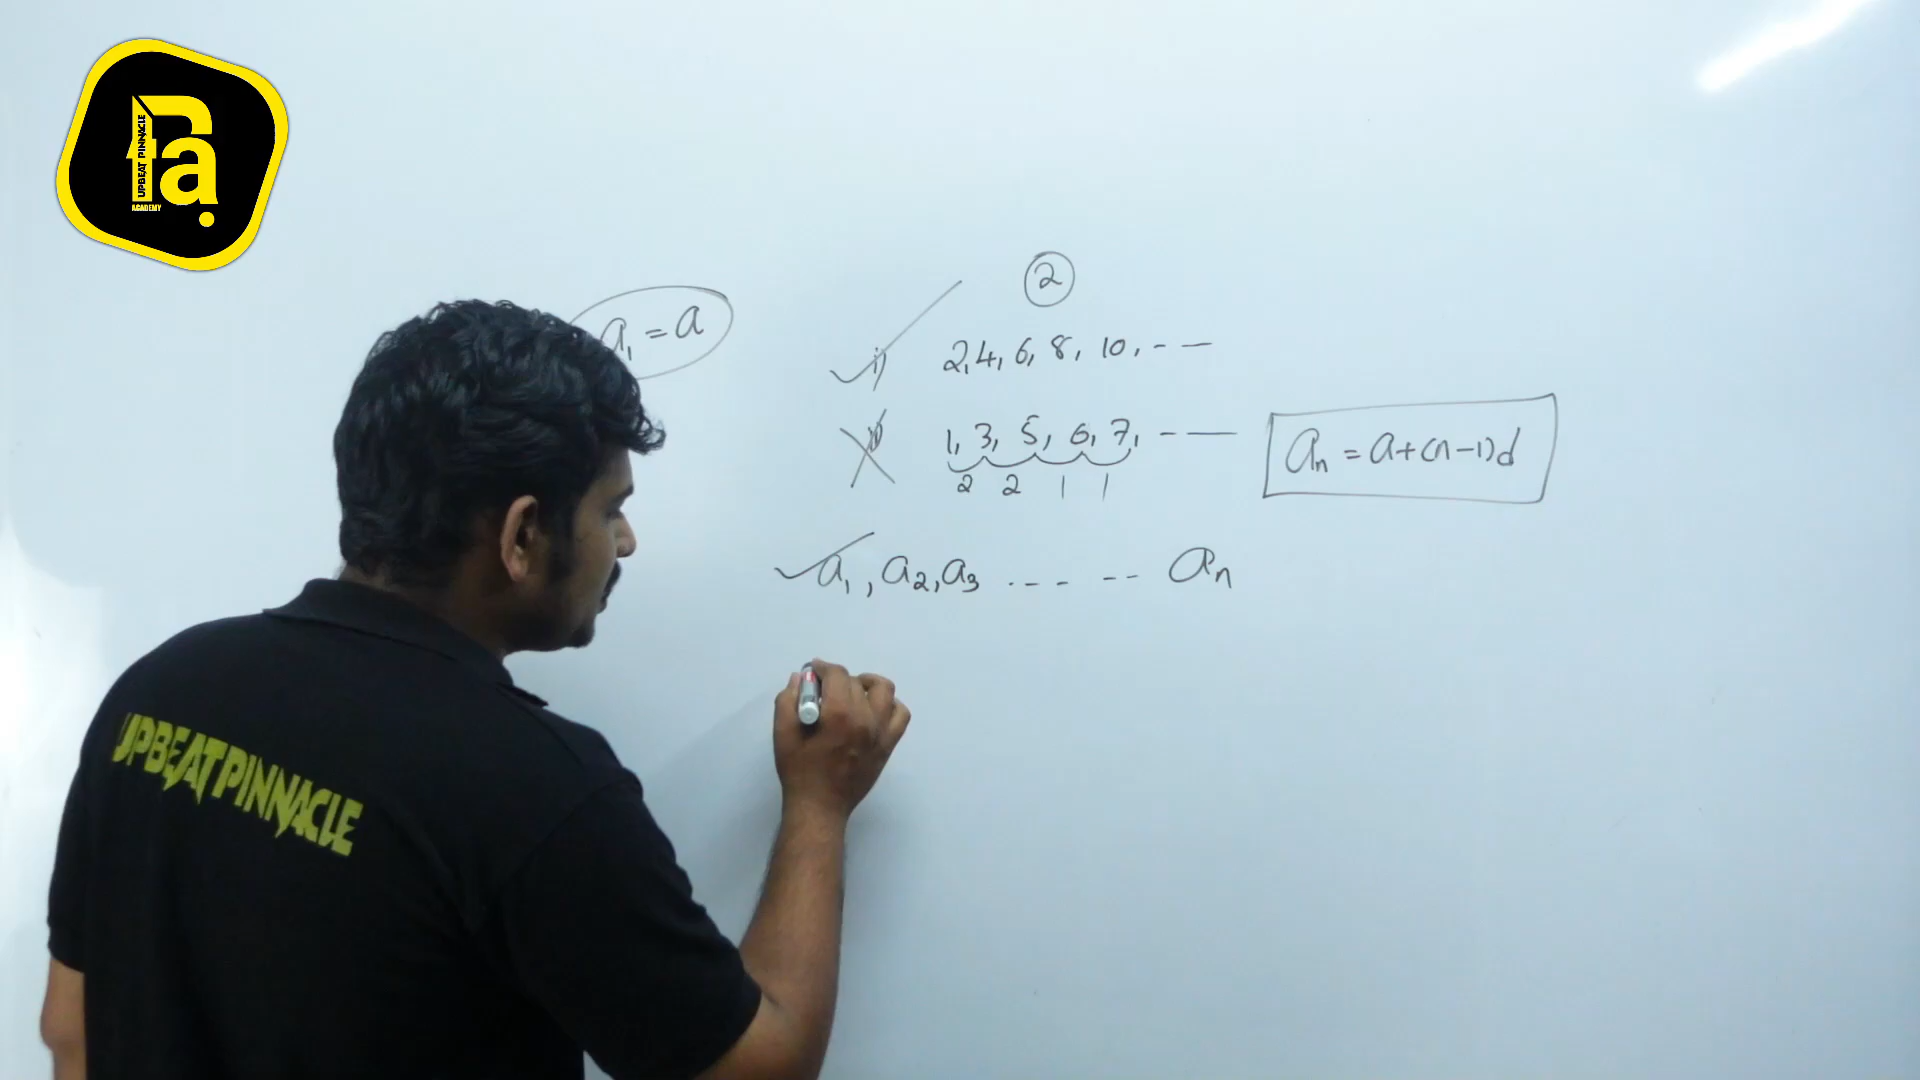 UPBEAT PINNACLE
Pa
ACADEMY
2
a₁ = a
i) 2, 4, 6, 8, 10, - —
1, 3, 5, 6, 7, - —
2 2 1 1
aₙ = a+(n-1)d
a₁, a₂, a₃ .--- -- aₙ
UPBEAT PINNACLE